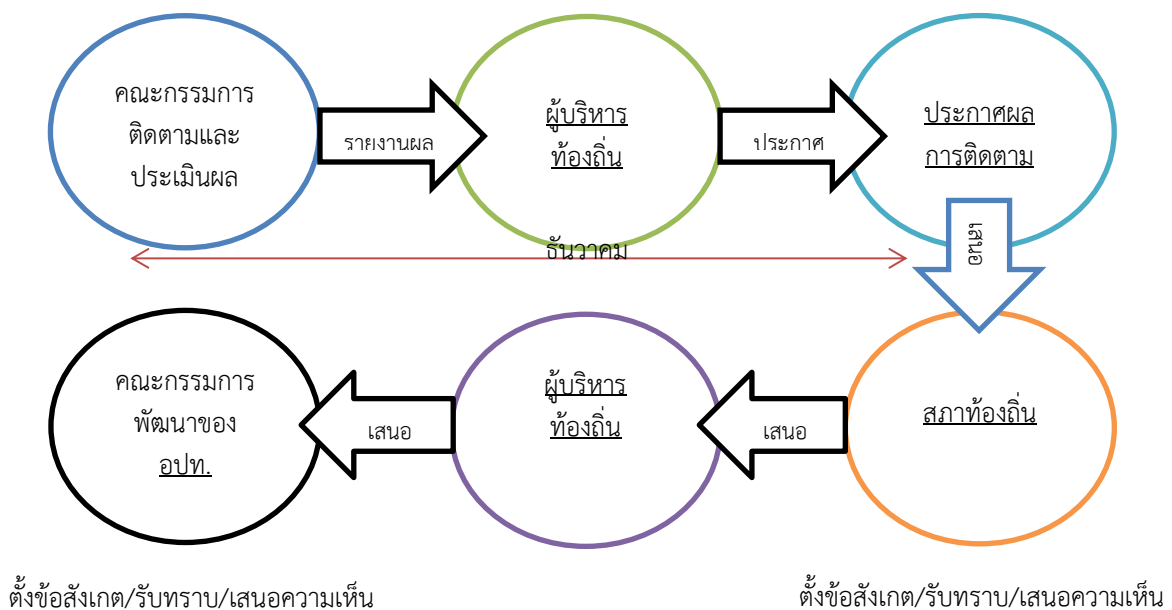 คณะกรรมการ
ติดตามและ
ประเมินผล
รายงานผล
ผู้บริหาร
ท้องถิ่น
ประกาศ
ประกาศผล
การติดตาม
เสนอ
ธันวาคม
สภาท้องถิ่น
เสนอ
ผู้บริหาร
ท้องถิ่น
เสนอ
คณะกรรมการ
พัฒนาของ
อปท.
ตั้งข้อสังเกต/รับทราบ/เสนอความเห็น
ตั้งข้อสังเกต/รับทราบ/เสนอความเห็น